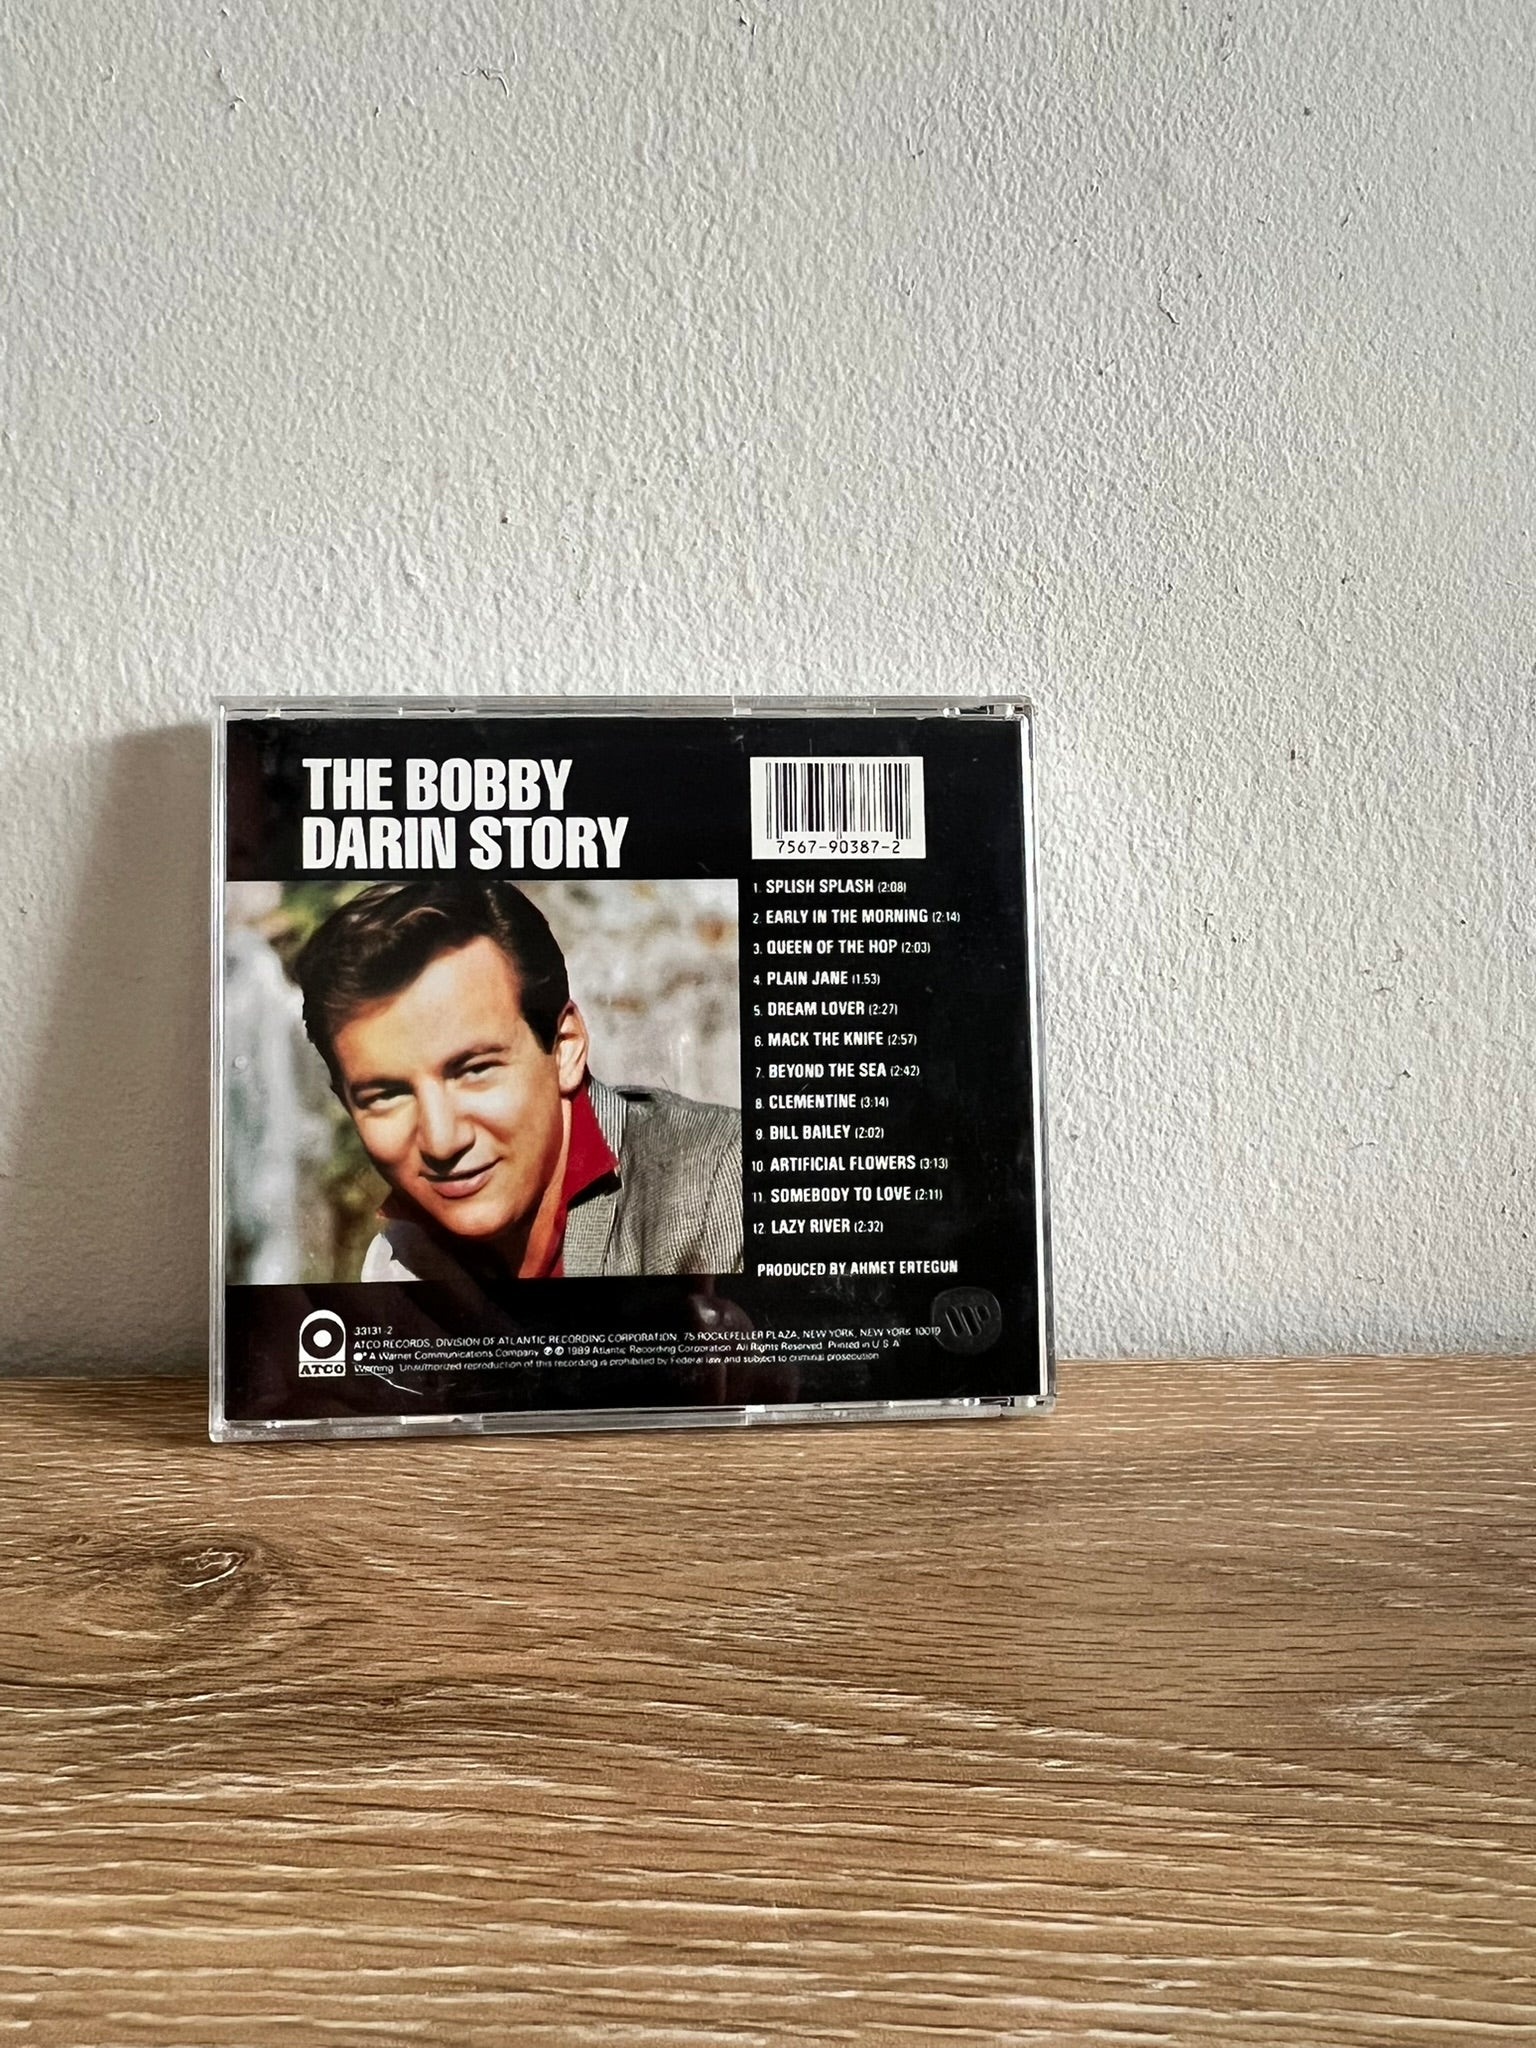 THE BOBBY
DARIN STORY
7567-90387-2
1. SPLISH SPLASH (2:08)
2. EARLY IN THE MORNING (2:14)
3. QUEEN OF THE HOP (2:03)
4. PLAIN JANE (1:53)
5. DREAM LOVER (2:27)
6. MACK THE KNIFE (2:57)
7. BEYOND THE SEA (2:42)
8. CLEMENTINE (3:14)
9. BILL BAILEY (2:02)
10. ARTIFICIAL FLOWERS (3:13)
11. SOMEBODY TO LOVE (2:11)
12. LAZY RIVER (2:32)
PRODUCED BY AHMET ERTEGUN
ATCO
33131-2
ATCO RECORDS, DIVISION OF ATLANTIC RECORDING CORPORATION, 75 ROCKEFELLER PLAZA, NEW YORK, NEW YORK 10019
A Warner Communications Company ℗ © 1989 Atlantic Recording Corporation. All Rights Reserved. Printed in U.S.A.
Warning: Unauthorized reproduction of this recording is prohibited by Federal law and subject to criminal prosecution.